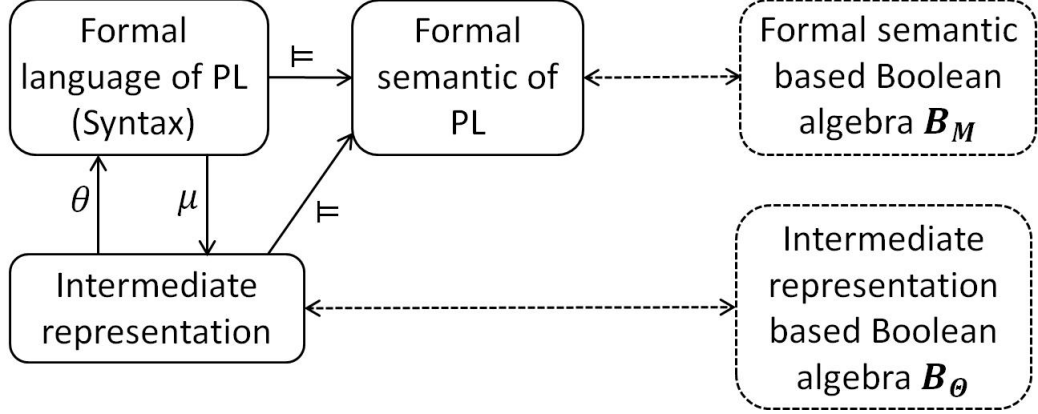 Formal
language of PL
(Syntax)
⊨
Formal
semantic of
PL
Formal semantic
based Boolean
algebra B_M
θ
μ
⊨
Intermediate
representation
Intermediate
representation
based Boolean
algebra B_Θ